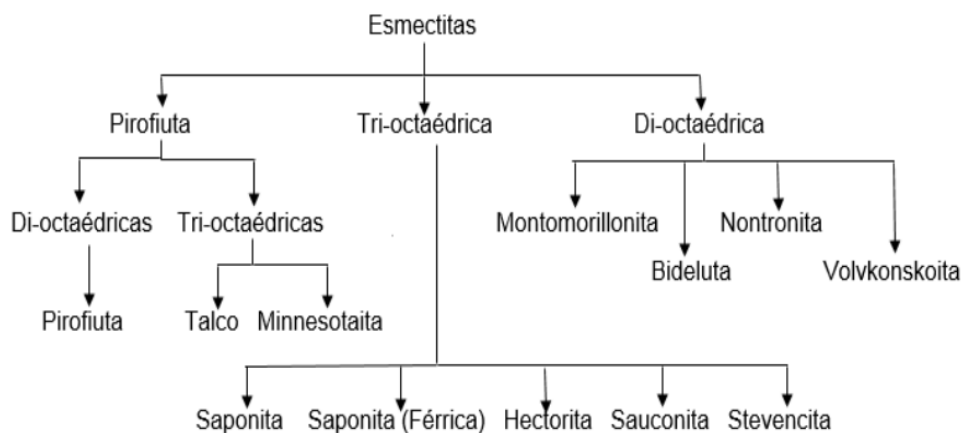 Esmectitas
Pirofiuta Tri-octaédrica Di-octaédrica
Di-octaédricas Tri-octaédricas Montomorillonita Nontronita
Bideluta Volvkonskoita
Pirofiuta Talco Minnesotaita
Saponita Saponita (Férrica) Hectorita Sauconita Stevencita